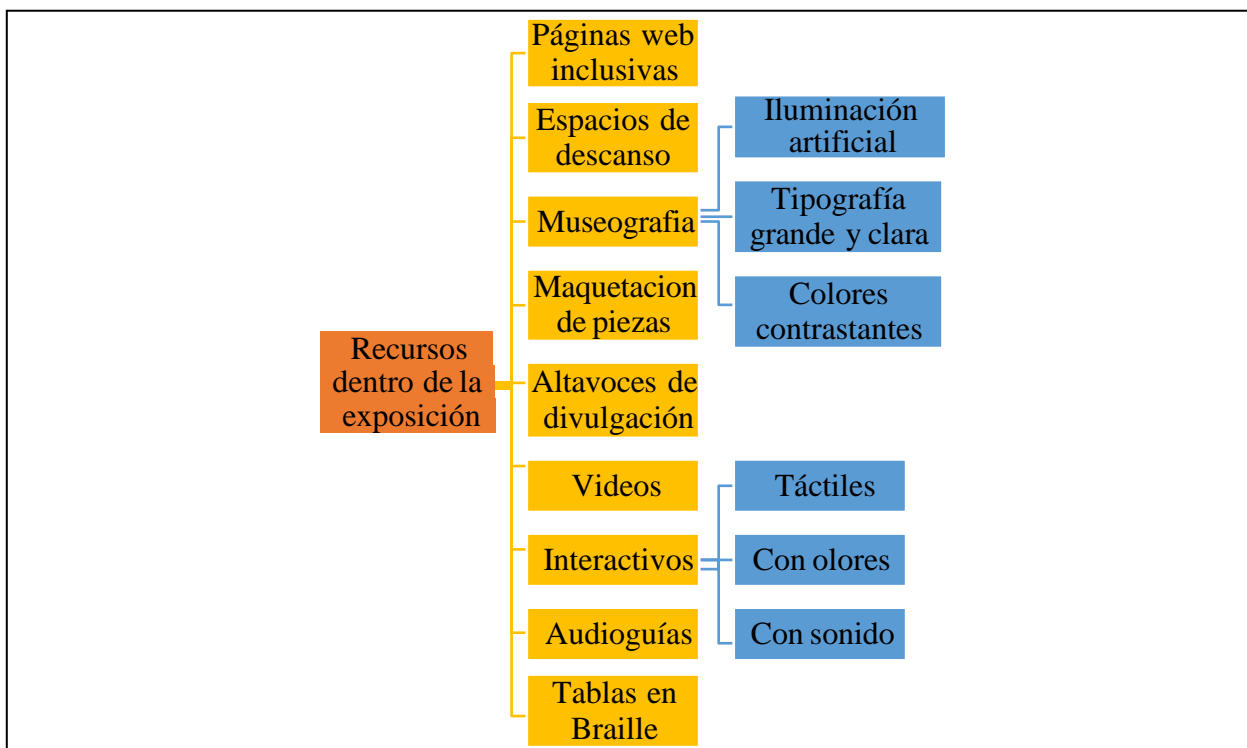 Recursos
dentro de la
exposición
Páginas web
inclusivas
Espacios de
descanso
Museografia
Iluminación
artificial
Tipografía
grande y clara
Colores
contrastantes
Maquetacion
de piezas
Altavoces de
divulgación
Videos
Interactivos
Táctiles
Con olores
Con sonido
Audioguías
Tablas en
Braille